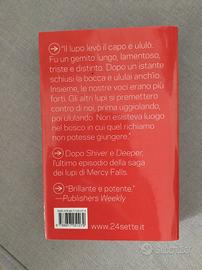 "Il lupo levò il capo e ululò.
Fu un gemito lungo, lamentoso,
triste e distinto. Dopo un istante
schiusi la bocca e ululai anch'io.
Insieme, le nostre voci erano più
forti. Gli altri lupi si premettero
contro di noi, prima uggiolando,
poi ululando. Non esisteva luogo
nel bosco in cui quel richiamo
non potesse giungere."
Dopo Shiver e Deeper,
l'ultimo episodio della saga
dei lupi di Mercy Falls.
"Brillante e potente."
—Publishers Weekly
www.24sette.it
subito